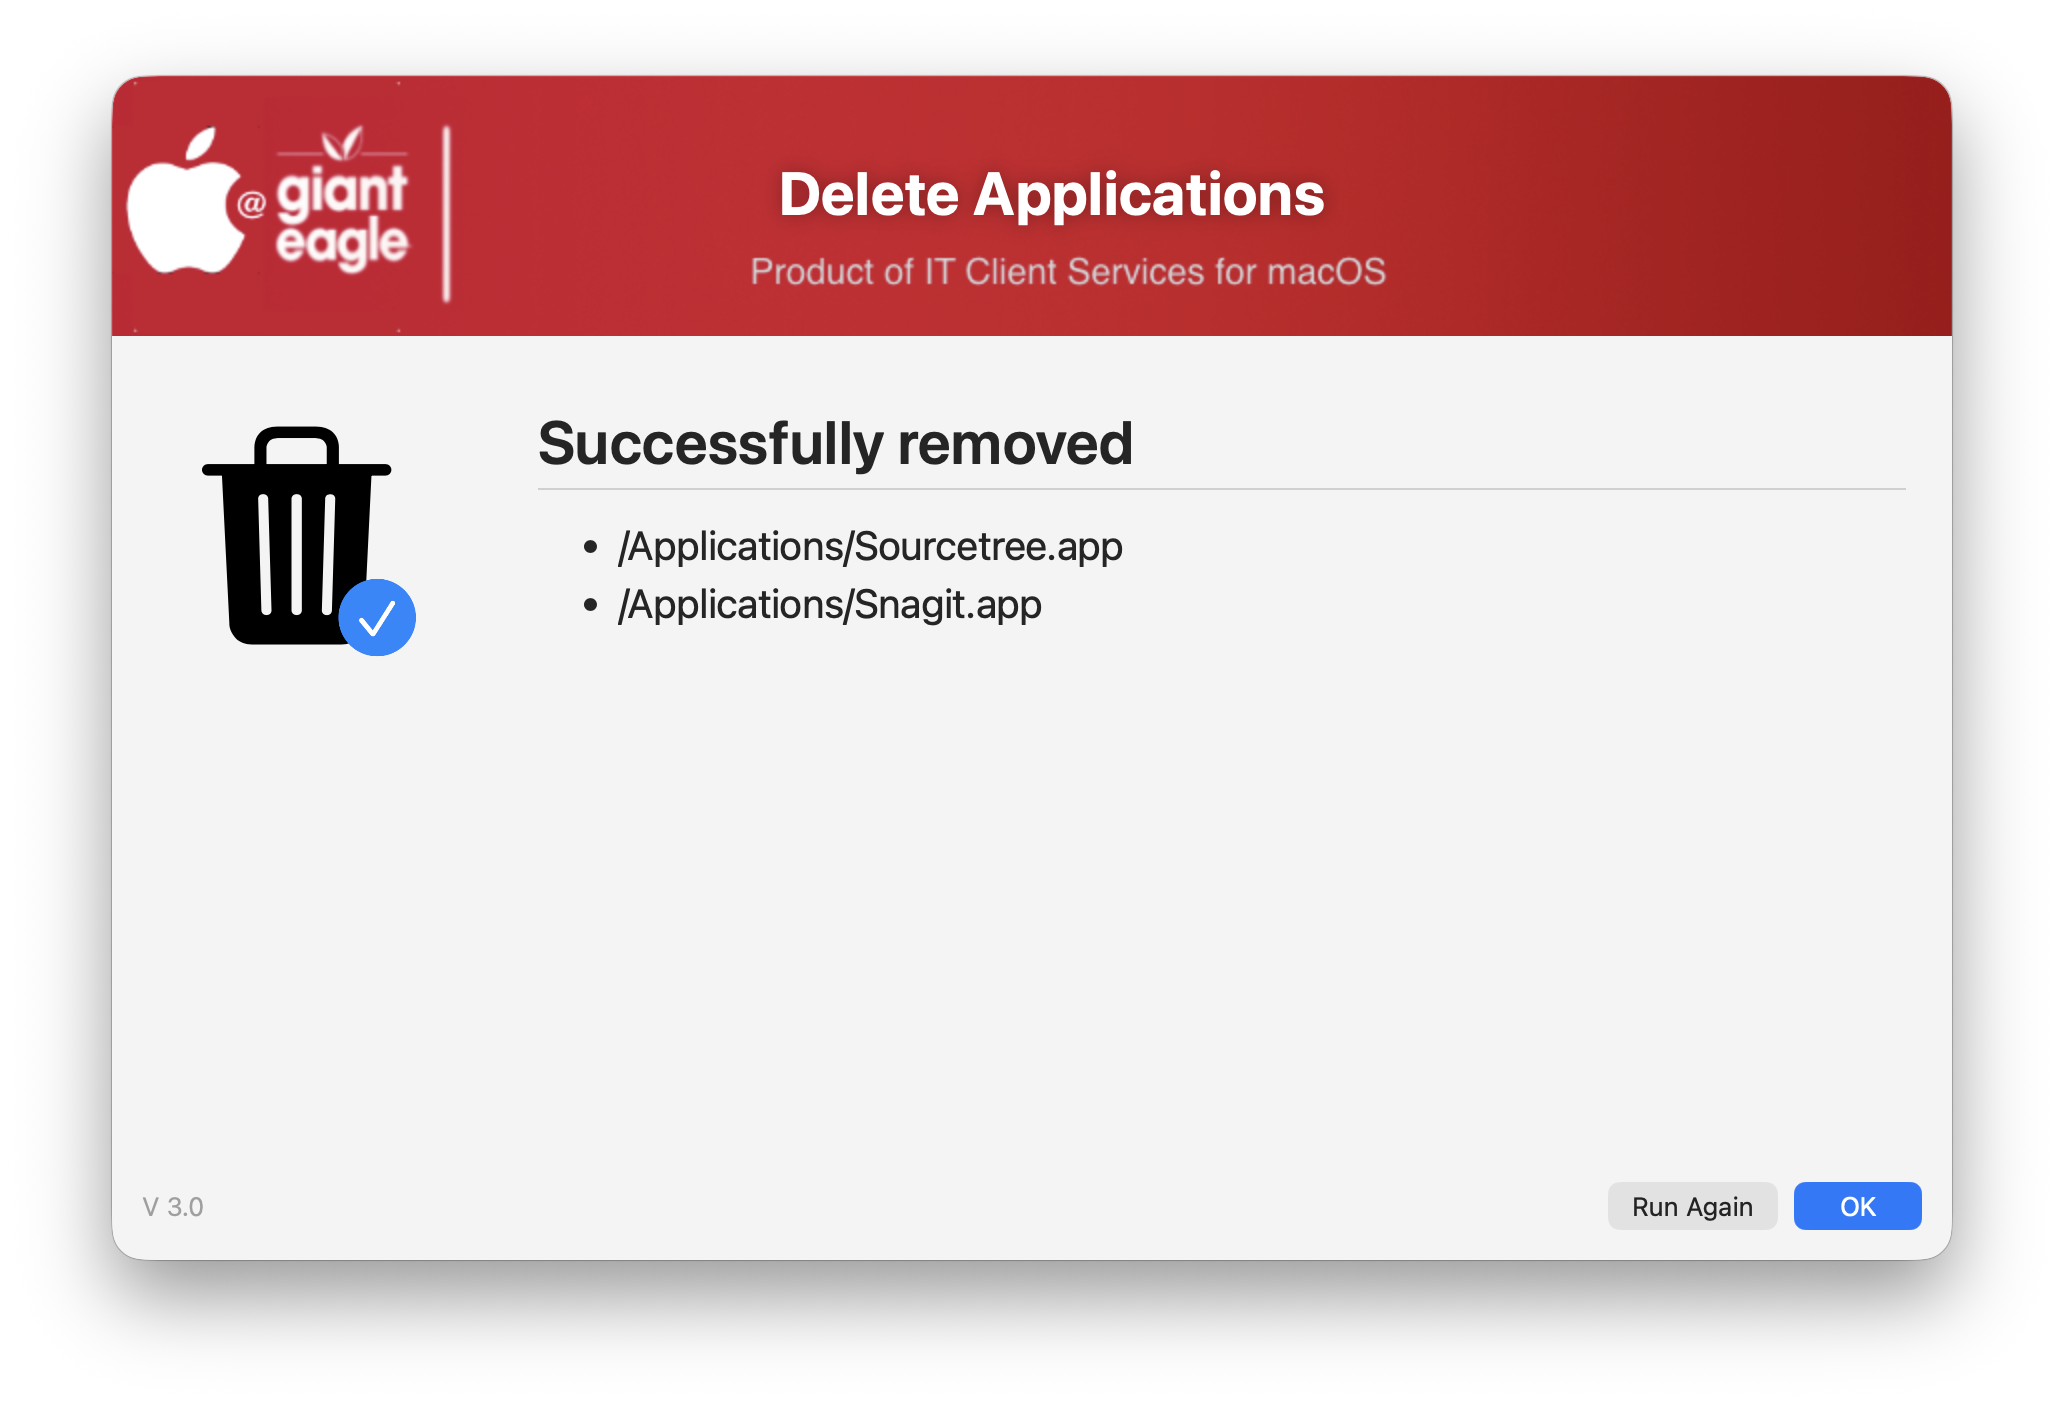 @ giant
eagle
Delete Applications
Product of IT Client Services for macOS
Successfully removed
• /Applications/Sourcetree.app
• /Applications/Snagit.app
V 3.0
Run Again
OK